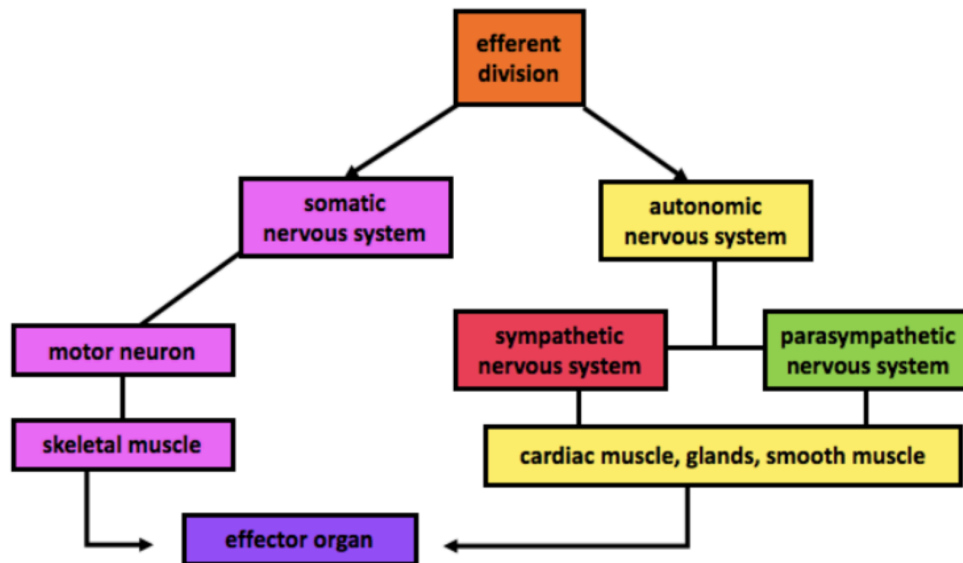 efferent
division
somatic
nervous system
autonomic
nervous system
motor neuron
sympathetic
nervous system
parasympathetic
nervous system
skeletal muscle
cardiac muscle, glands, smooth muscle
effector organ